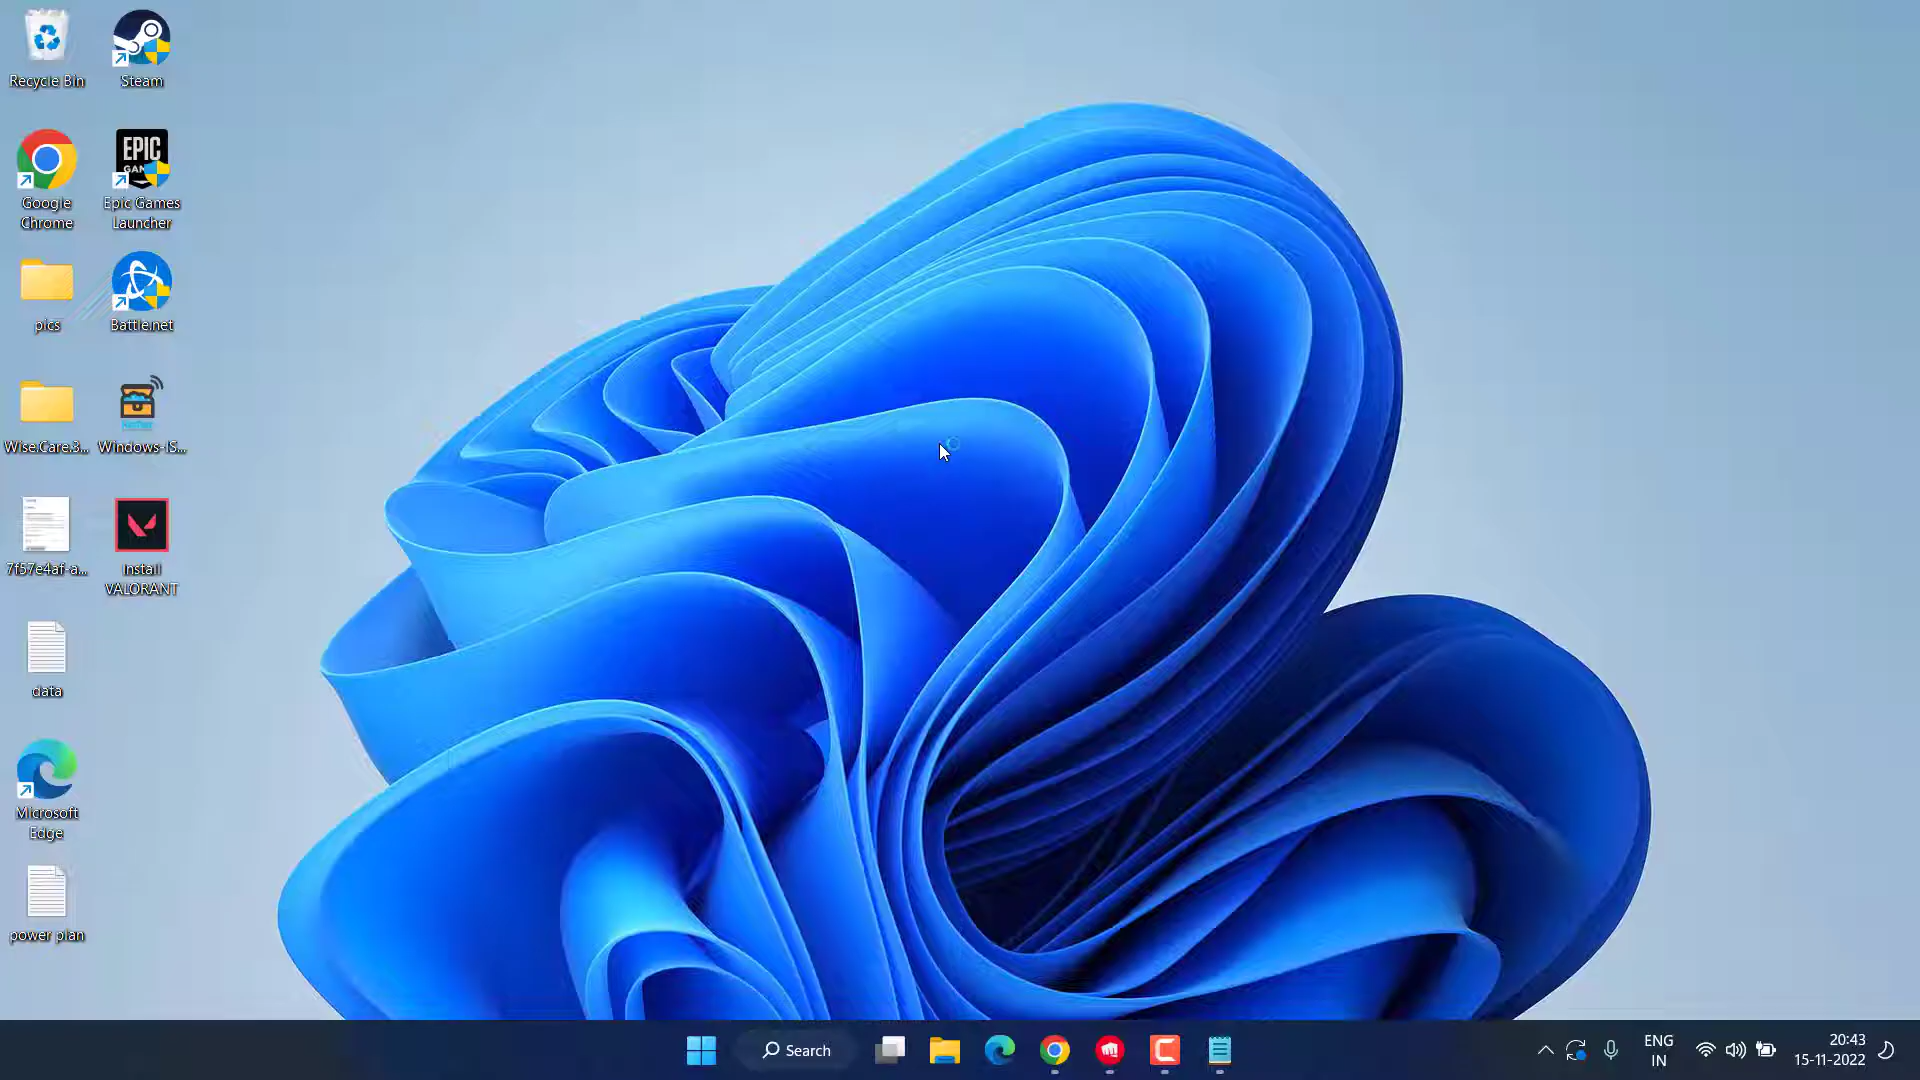 Recycle Bin
Steam
Google
Chrome
EPIC
GAMES
Epic Games
Launcher
pics
Battle.net
Wise.Care.3...
Windows-IS...
7f57e4af-a...
Install
VALORANT
data
Microsoft
Edge
power plan
Search
ENG
IN
20:43
15-11-2022